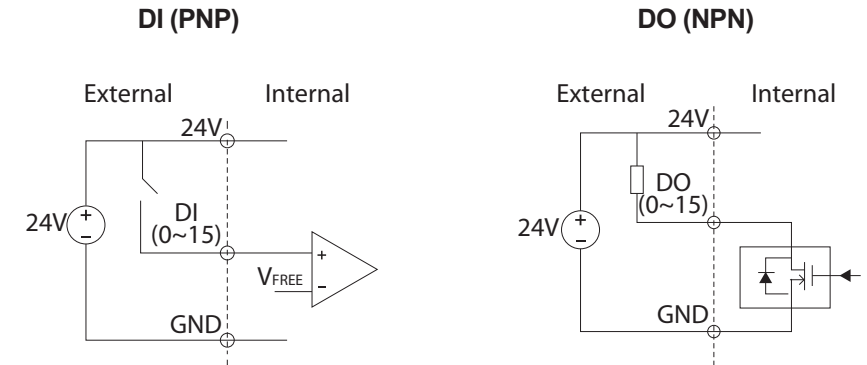 DI (PNP)
DO (NPN)
External
Internal
24V
24V
+
−
DI
(0~15)
VFREE
+
−
GND
External
Internal
24V
24V
+
−
DO
(0~15)
GND